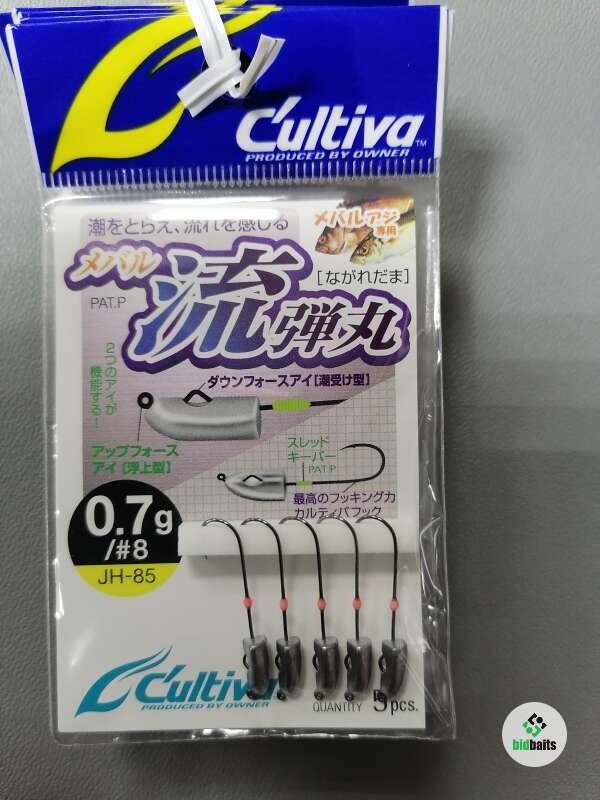 C'ultiva™
PRODUCED BY OWNER
潮をとらえ、流れを感じる
メバル アジ
専用
メバル
流弾丸
[ながれだま]
PAT.P
2つのアイが
機能する!
ダウンフォースアイ[潮受け型]
アップフォース
アイ[浮上型]
スレッド
キーパー
PAT.P
最高のフッキング力
カルティバフック
0.7g
/#8
JH-85
C'ultiva
PRODUCED BY OWNER
QUANTITY 5pcs.
bidbaits